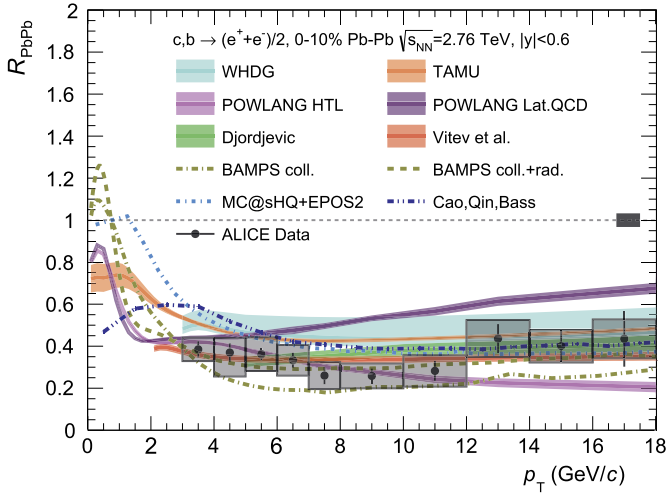 R_PbPb
c,b → (e⁺+e⁻)/2, 0-10% Pb-Pb √s_NN=2.76 TeV, |y|<0.6
WHDG TAMU
POWLANG HTL POWLANG Lat.QCD
Djordjevic Vitev et al.
BAMPS coll. BAMPS coll.+rad.
MC@sHQ+EPOS2 Cao,Qin,Bass
ALICE Data
2
1.8
1.6
1.4
1.2
1
0.8
0.6
0.4
0.2
0
0 2 4 6 8 10 12 14 16 18
p_T (GeV/c)